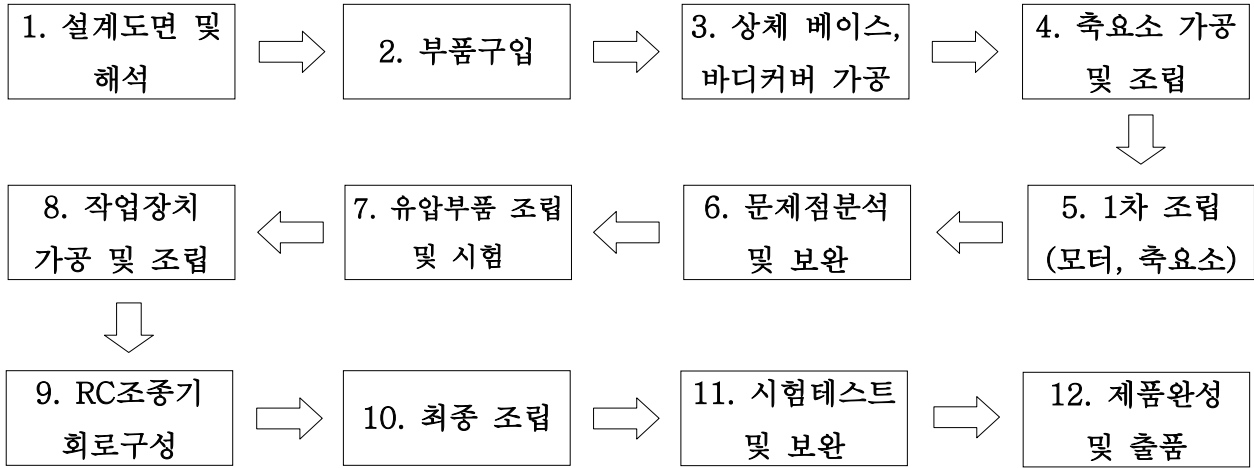 1. 설계도면 및
해석
2. 부품구입
3. 상체 베이스,
바디커버 가공
4. 축요소 가공
및 조립
5. 1차 조립
(모터, 축요소)
6. 문제점분석
및 보완
7. 유압부품 조립
및 시험
8. 작업장치
가공 및 조립
9. RC조종기
회로구성
10. 최종 조립
11. 시험테스트
및 보완
12. 제품완성
및 출품